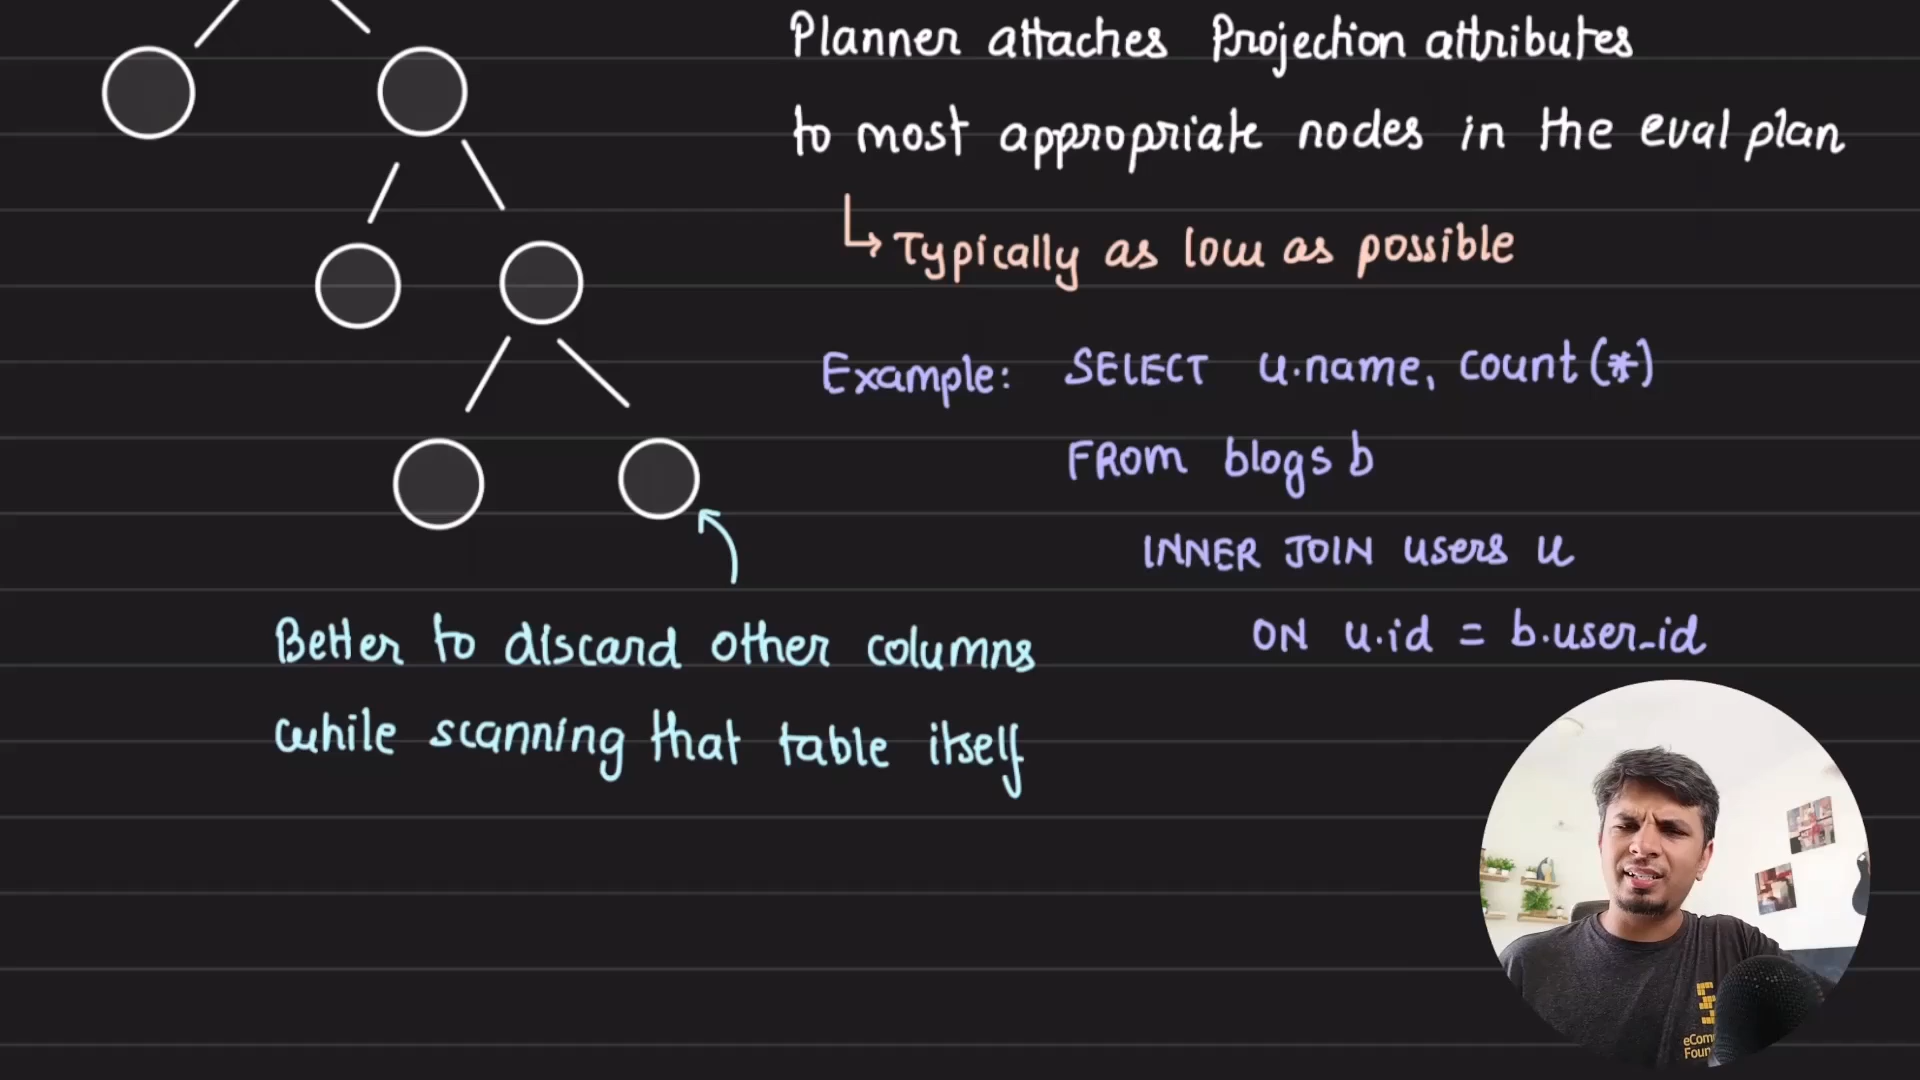 Planner attaches Projection attributes
to most appropriate nodes in the eval plan
↳ Typically as low as possible
Example: SELECT u.name, count(*)
FROM blogs b
INNER JOIN users u
ON u.id = b.user_id
Better to discard other columns
while scanning that table itself